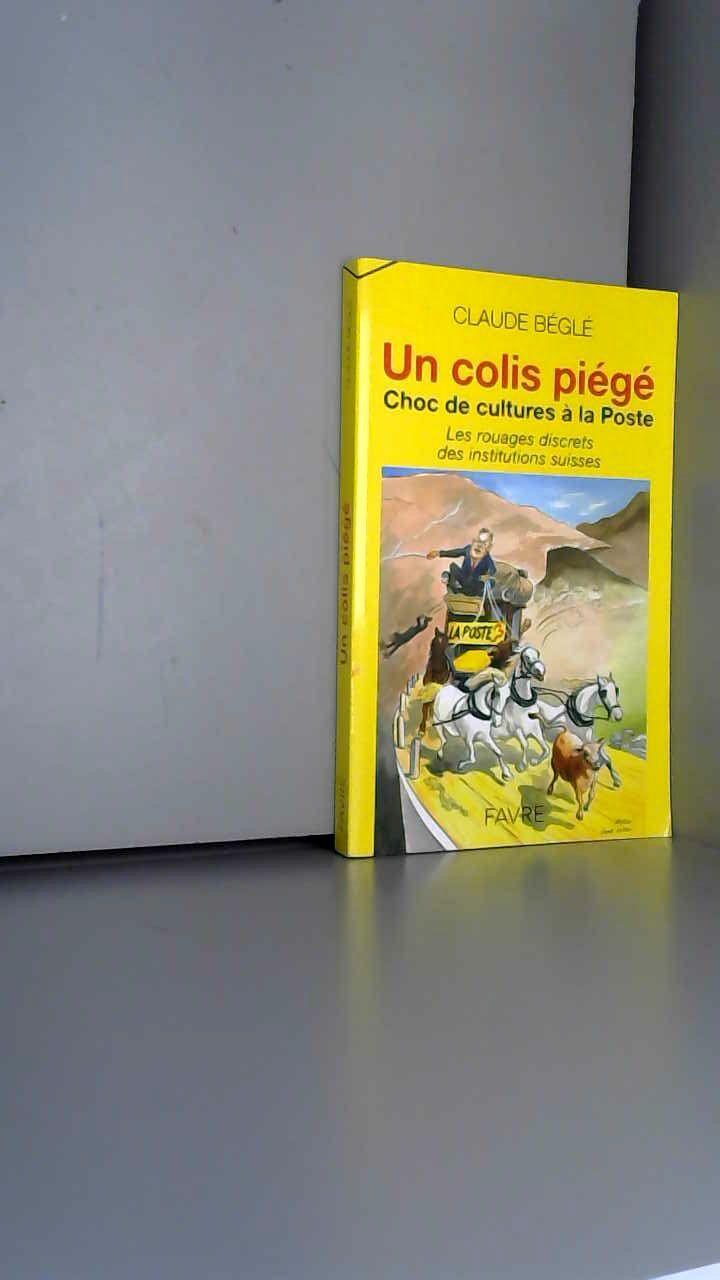 CLAUDE BÉGLÉ
Un colis piégé
Choc de cultures à la Poste
Les rouages discrets
des institutions suisses
LA POSTE
FAVRE
Un colis piégé
FAVRE